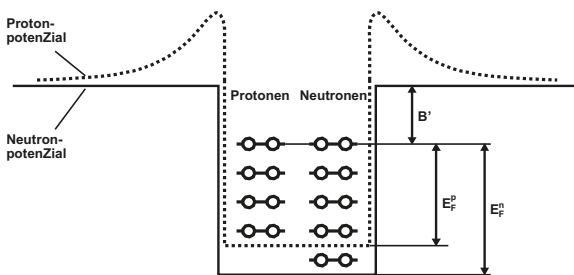 Proton-
potenZial
Neutron-
potenZial
Protonen Neutronen
B'
E_F^p
E_F^n